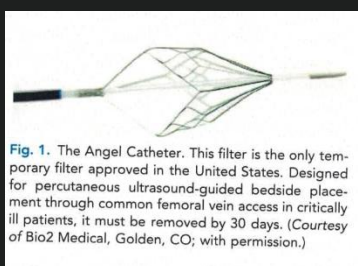 Fig. 1. The Angel Catheter. This filter is the only tem-
porary filter approved in the United States. Designed
for percutaneous ultrasound-guided bedside place-
ment through common femoral vein access in critically
ill patients, it must be removed by 30 days. (Courtesy
of Bio2 Medical, Golden, CO; with permission.)